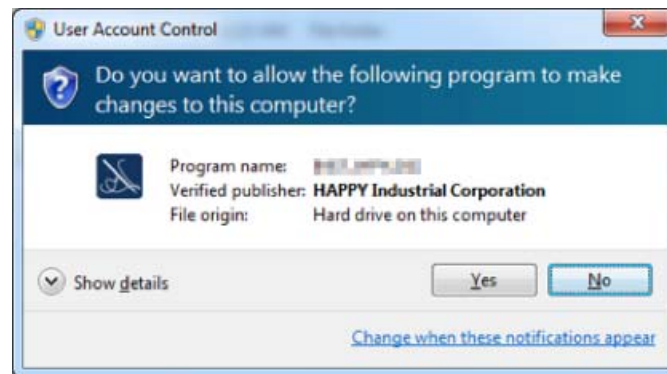 User Account Control
Do you want to allow the following program to make
changes to this computer?
Program name:
Verified publisher: HAPPY Industrial Corporation
File origin: Hard drive on this computer
Show details
Yes No
Change when these notifications appear